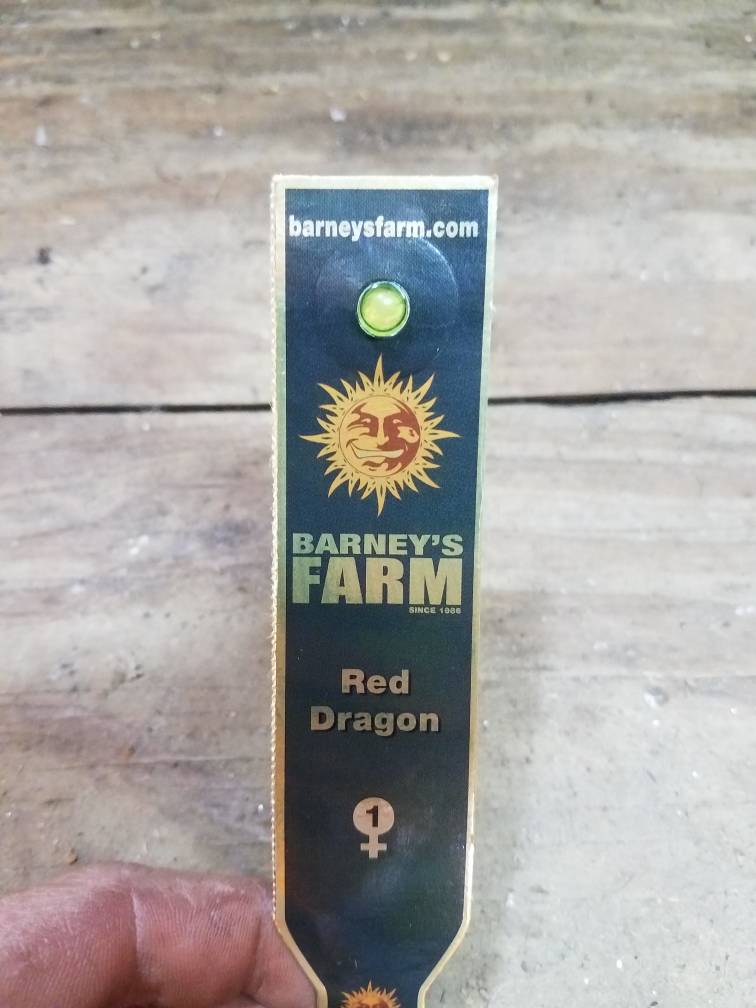 barneysfarm.com
BARNEY'S
FARM
SINCE 1986
Red
Dragon
1